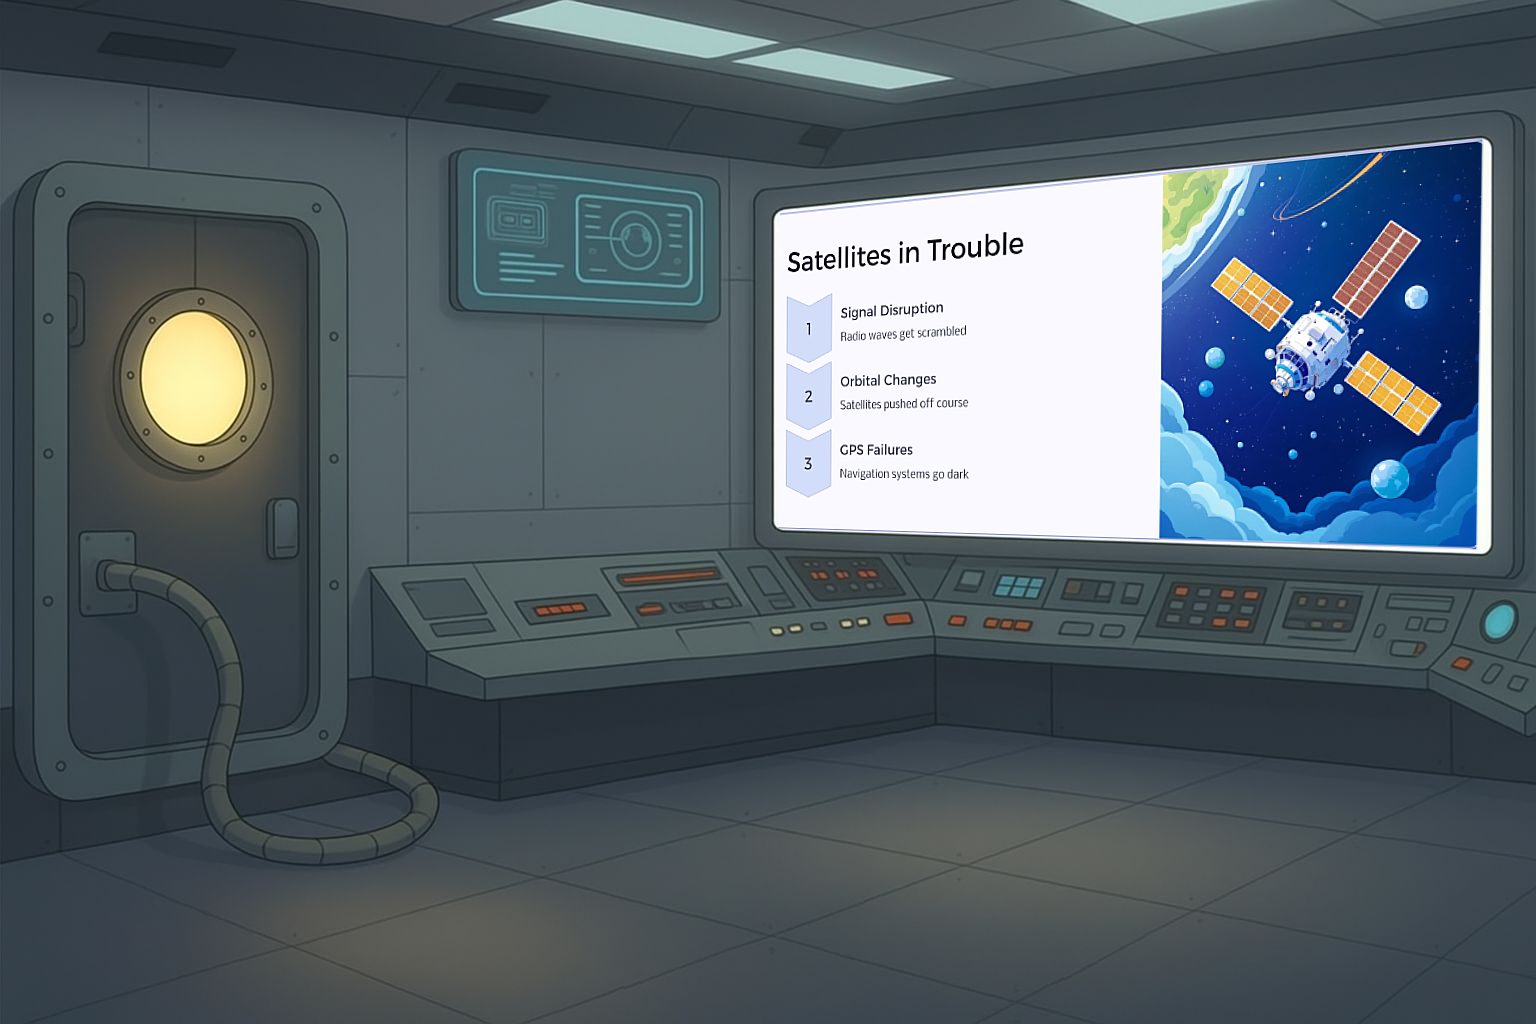 Satellites in Trouble
1
Signal Disruption
Radio waves get scrambled
2
Orbital Changes
Satellites pushed off course
3
GPS Failures
Navigation systems go dark